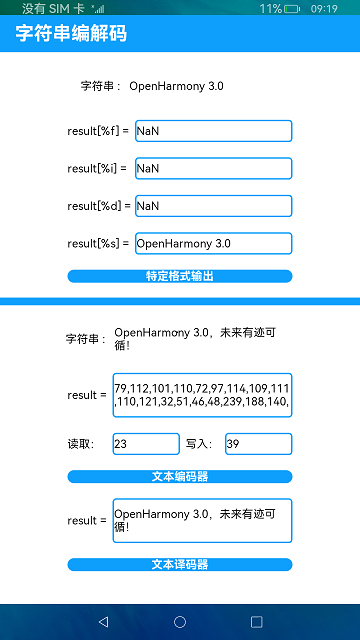 没有 SIM 卡 11% 09:19
字符串编解码
字符串： OpenHarmony 3.0
result[%f] = NaN
result[%i] = NaN
result[%d] = NaN
result[%s] = OpenHarmony 3.0
特定格式输出
字符串： OpenHarmony 3.0，未来有迹可
循！
result = 79,112,101,110,72,97,114,109,111
,110,121,32,51,46,48,239,188,140,
读取： 23 写入： 39
文本编码器
result = OpenHarmony 3.0，未来有迹可
循！
文本译码器